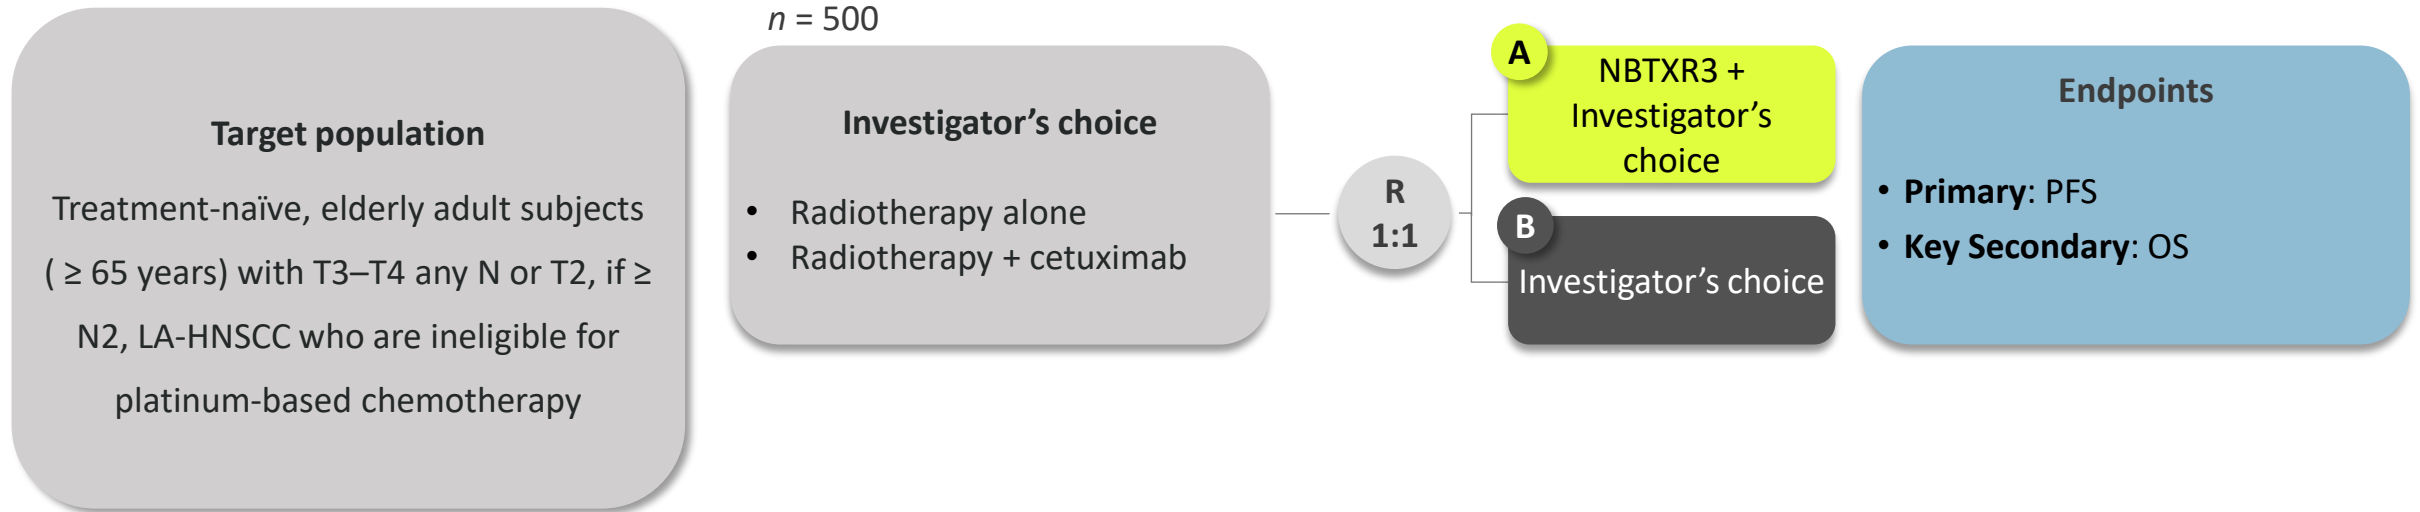 Target population
Treatment-naïve, elderly adult subjects
( ≥ 65 years) with T3–T4 any N or T2, if ≥
N2, LA-HNSCC who are ineligible for
platinum-based chemotherapy
n = 500
Investigator’s choice
• Radiotherapy alone
• Radiotherapy + cetuximab
R
1:1
A
NBTXR3 +
Investigator’s
choice
B
Investigator’s choice
Endpoints
• Primary: PFS
• Key Secondary: OS